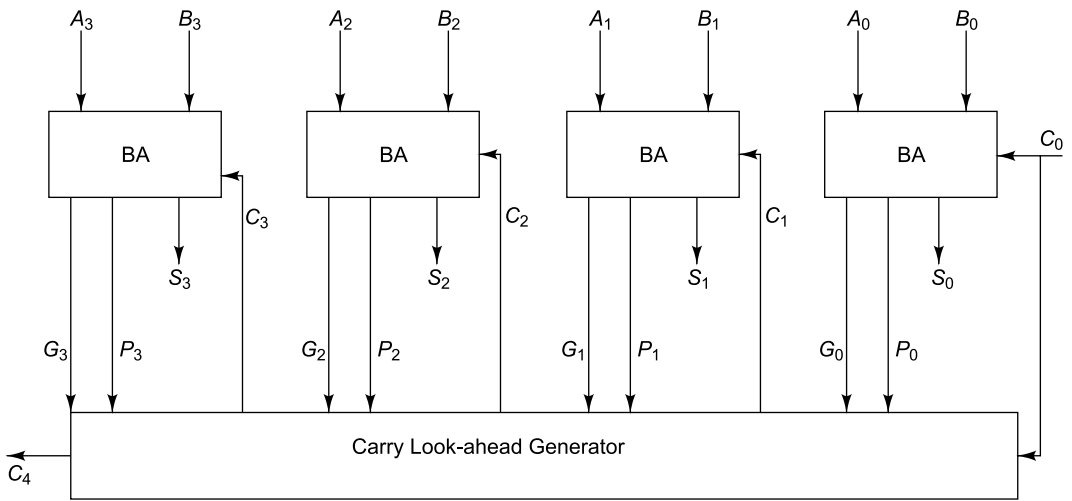 A3 B3 A2 B2 A1 B1 A0 B0
BA BA BA BA C0
C3 C2 C1
S3 S2 S1 S0
G3 P3 G2 P2 G1 P1 G0 P0
Carry Look-ahead Generator
C4